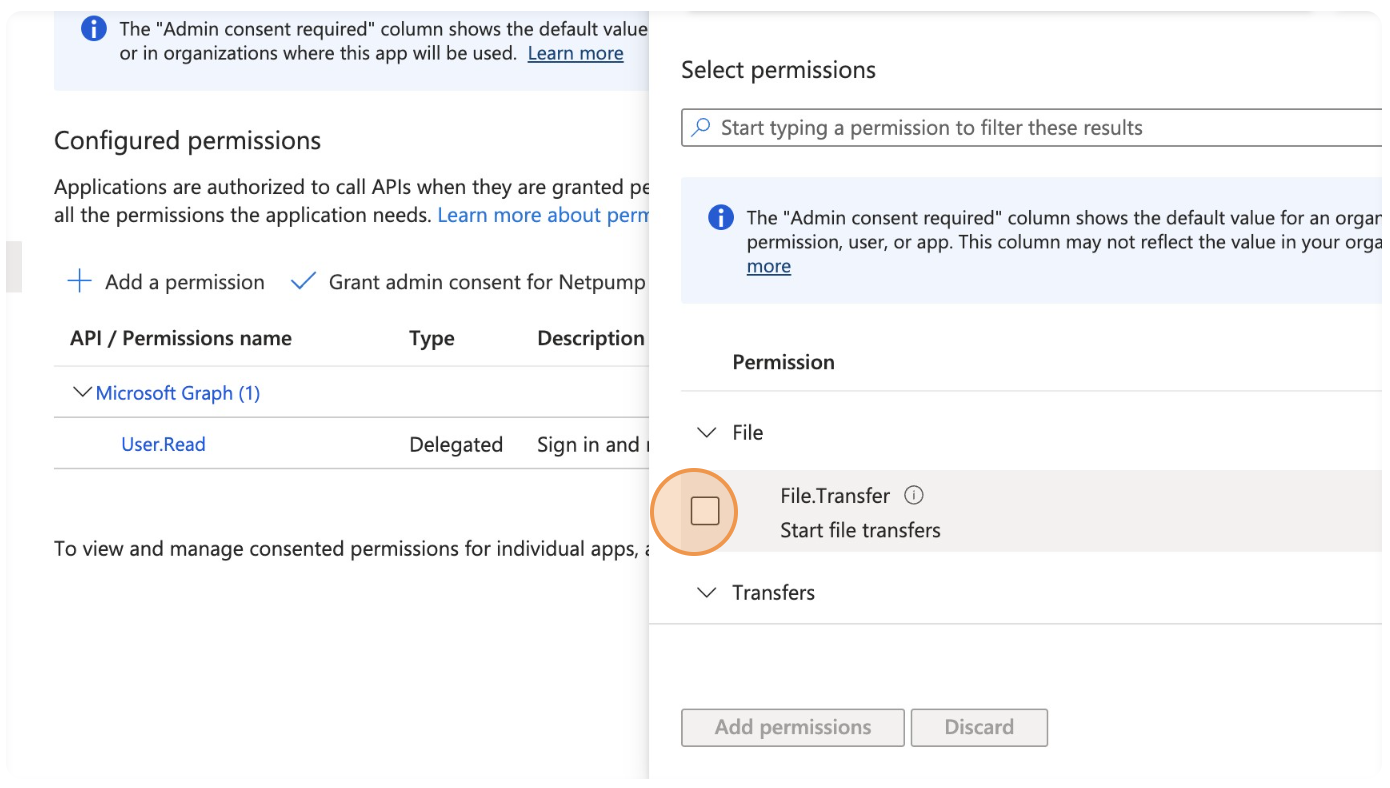 The "Admin consent required" column shows the default value
or in organizations where this app will be used. Learn more
Configured permissions
Applications are authorized to call APIs when they are granted
all the permissions the application needs. Learn more about
Add a permission Grant admin consent for Netpump
API / Permissions name Type Description
Microsoft Graph (1)
User.Read Delegated Sign in and
To view and manage consented permissions for individual apps,
Select permissions
Start typing a permission to filter these results
The "Admin consent required" column shows the default value for an
permission, user, or app. This column may not reflect the value in your
more
Permission
File
File.Transfer
Start file transfers
Transfers
Add permissions Discard